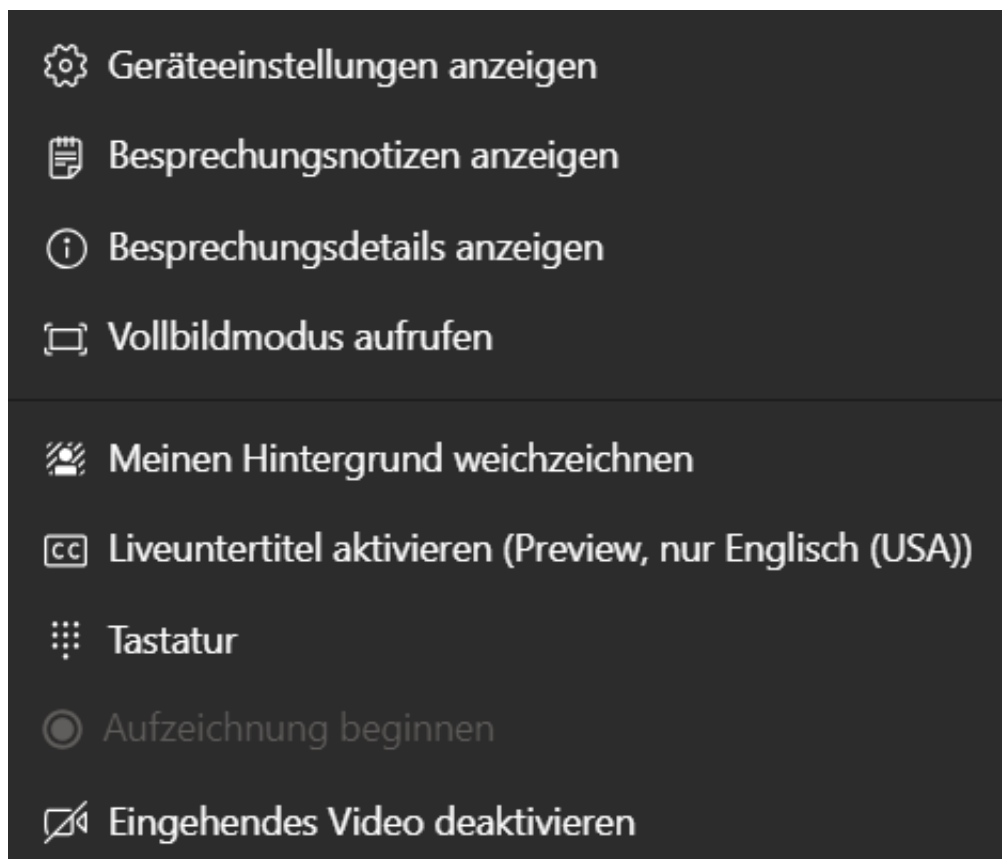 Geräteeinstellungen anzeigen
Besprechungsnotizen anzeigen
Besprechungsdetails anzeigen
Vollbildmodus aufrufen
Meinen Hintergrund weichzeichnen
CC Liveuntertitel aktivieren (Preview, nur Englisch (USA))
Tastatur
Aufzeichnung beginnen
Eingehendes Video deaktivieren